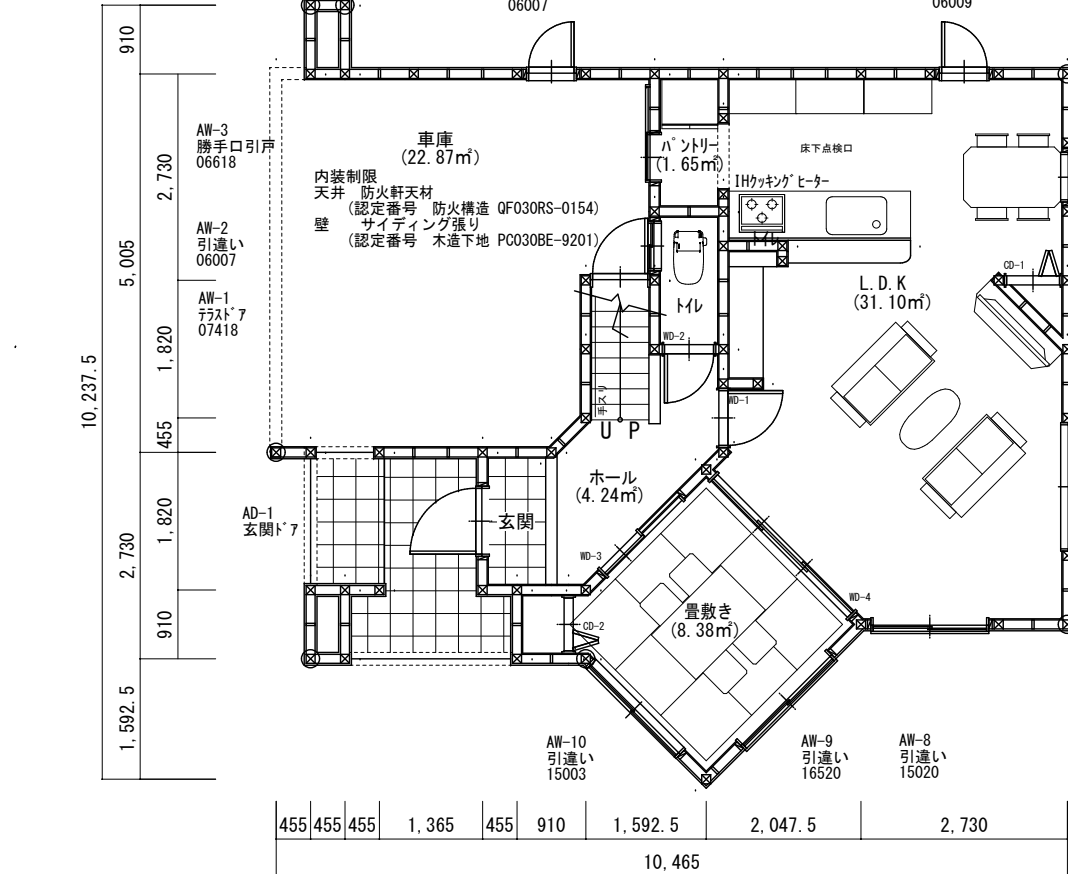 06007
06009
910
2,730
5,005
1,820
10,237.5
455
1,820
2,730
910
1,592.5
AW-3
勝手口引戸
06618
AW-2
引違い
06007
AW-1
テラスドア
07418
AD-1
玄関ドア
車庫
(22.87㎡)
内装制限
天井 防火軒天材
(認定番号 防火構造 QF030RS-0154)
壁 サイディング張り
(認定番号 木造下地 PC030BE-9201)
パントリー
(1.65㎡)
床下点検口
IHクッキングヒーター
トイレ
CD-1
L.D.K
(31.10㎡)
トイレ
WD-2
手スリ
UP
WD-1
ホール
(4.24㎡)
玄関
WD-3
WD-4
畳敷き
(8.38㎡)
CD-2
AW-10
引違い
15003
AW-9
引違い
16520
AW-8
引違い
15020
455 455 455 1,365 455 910 1,592.5 2,047.5 2,730
10,465